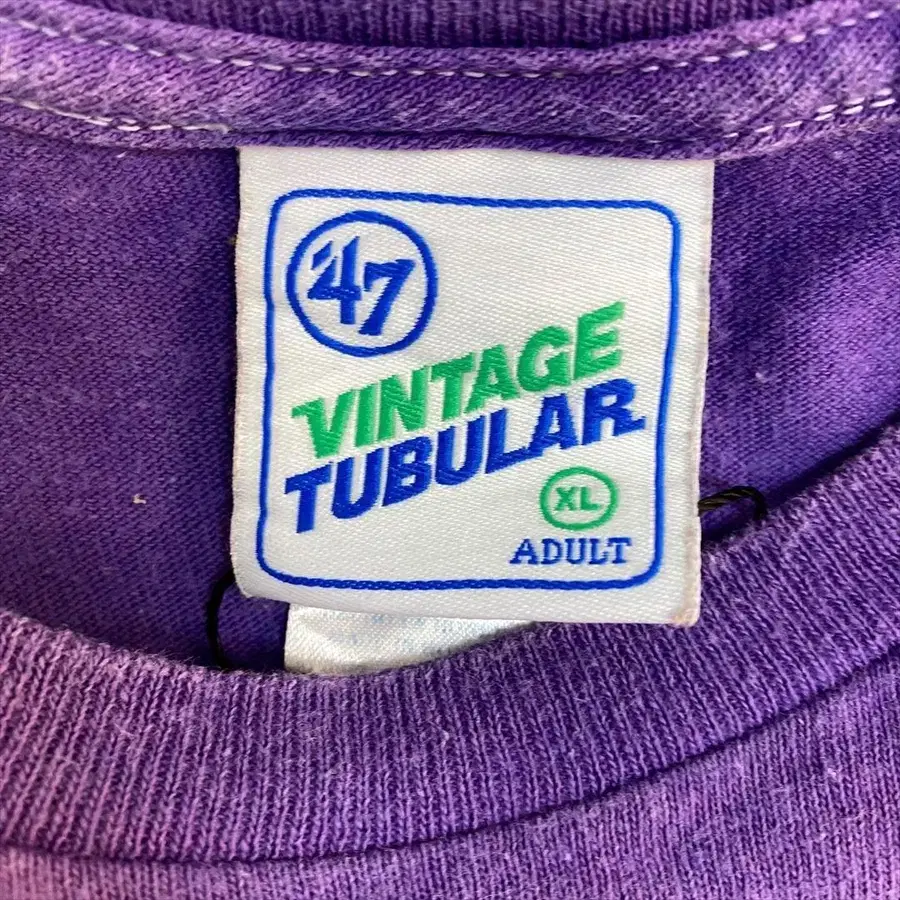 '47
VINTAGE
TUBULAR
XL
ADULT